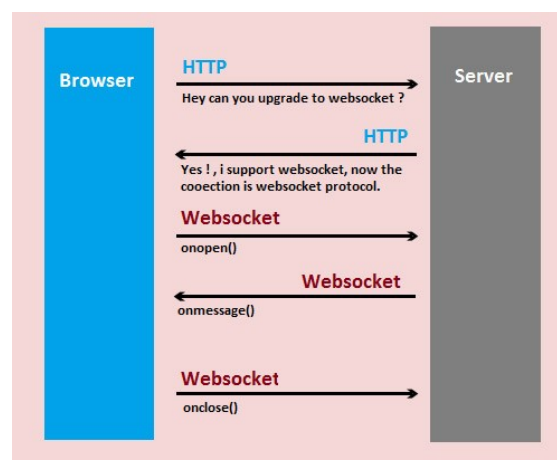 Browser
Server
HTTP
Hey can you upgrade to websocket ?
HTTP
Yes ! , i support websocket, now the
cooection is websocket protocol.
Websocket
onopen()
Websocket
onmessage()
Websocket
onclose()